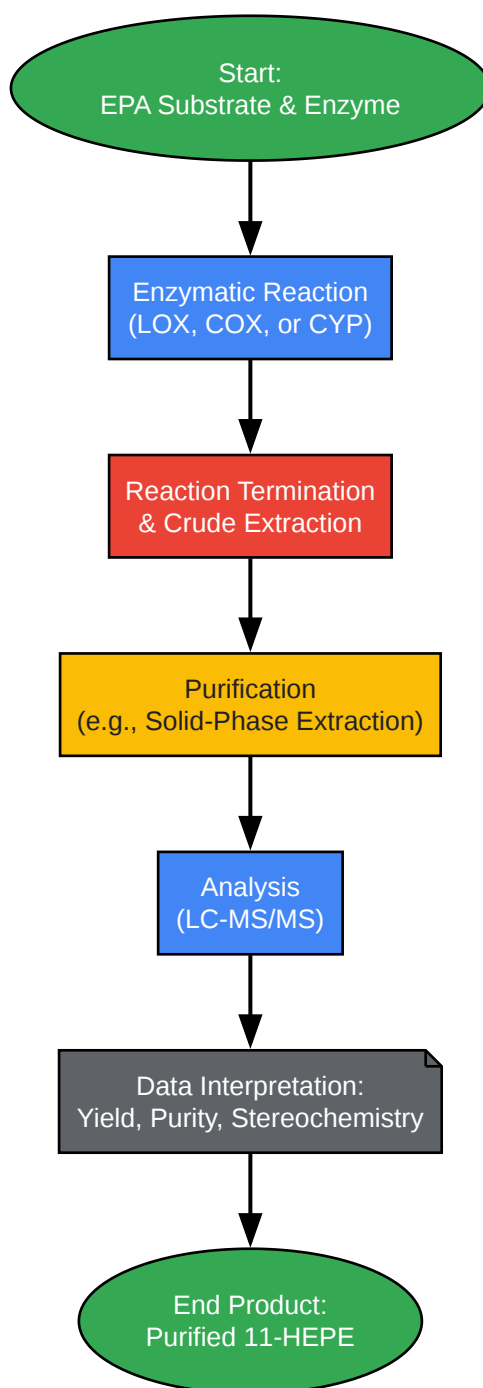 Start:
EPA Substrate & Enzyme
Enzymatic Reaction
(LOX, COX, or CYP)
Reaction Termination
& Crude Extraction
Purification
(e.g., Solid-Phase Extraction)
Analysis
(LC-MS/MS)
Data Interpretation:
Yield, Purity, Stereochemistry
End Product:
Purified 11-HEPE